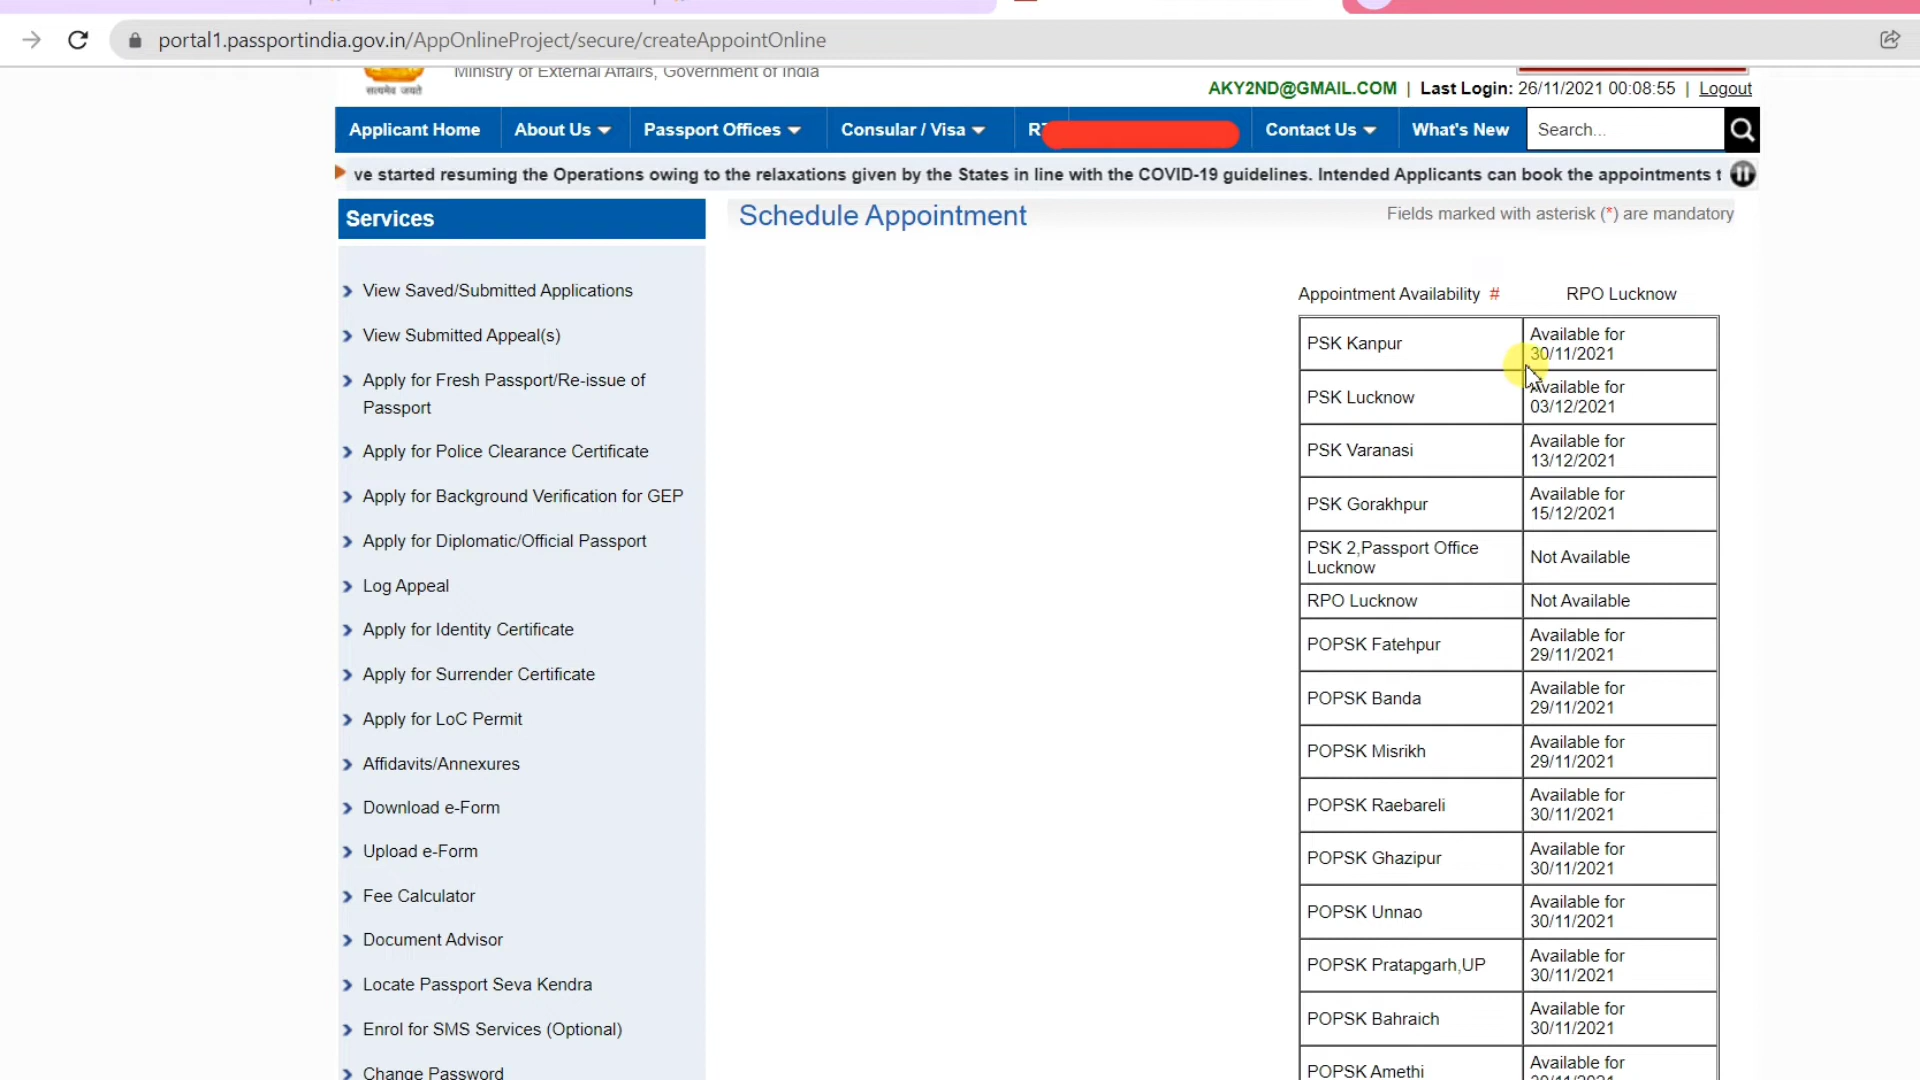 portal1.passportindia.gov.in/AppOnlineProject/secure/createAppointOnline
Ministry of External Affairs, Government of India
सत्यमेव जयते
AKY2ND@GMAIL.COM | Last Login: 26/11/2021 00:08:55 | Logout
Applicant Home About Us Passport Offices Consular / Visa Contact Us What's New Search...
ve started resuming the Operations owing to the relaxations given by the States in line with the COVID-19 guidelines. Intended Applicants can book the appointments t
Services
Schedule Appointment
Fields marked with asterisk (*) are mandatory
View Saved/Submitted Applications
View Submitted Appeal(s)
Apply for Fresh Passport/Re-issue of
Passport
Apply for Police Clearance Certificate
Apply for Background Verification for GEP
Apply for Diplomatic/Official Passport
Log Appeal
Apply for Identity Certificate
Apply for Surrender Certificate
Apply for LoC Permit
Affidavits/Annexures
Download e-Form
Upload e-Form
Fee Calculator
Document Advisor
Locate Passport Seva Kendra
Enrol for SMS Services (Optional)
Change Password
Appointment Availability # RPO Lucknow
PSK Kanpur
Available for
30/11/2021
PSK Lucknow
Available for
03/12/2021
PSK Varanasi
Available for
13/12/2021
PSK Gorakhpur
Available for
15/12/2021
PSK 2,Passport Office
Lucknow
Not Available
RPO Lucknow
Not Available
POPSK Fatehpur
Available for
29/11/2021
POPSK Banda
Available for
29/11/2021
POPSK Misrikh
Available for
29/11/2021
POPSK Raebareli
Available for
30/11/2021
POPSK Ghazipur
Available for
30/11/2021
POPSK Unnao
Available for
30/11/2021
POPSK Pratapgarh,UP
Available for
30/11/2021
POPSK Bahraich
Available for
30/11/2021
POPSK Amethi
Available for